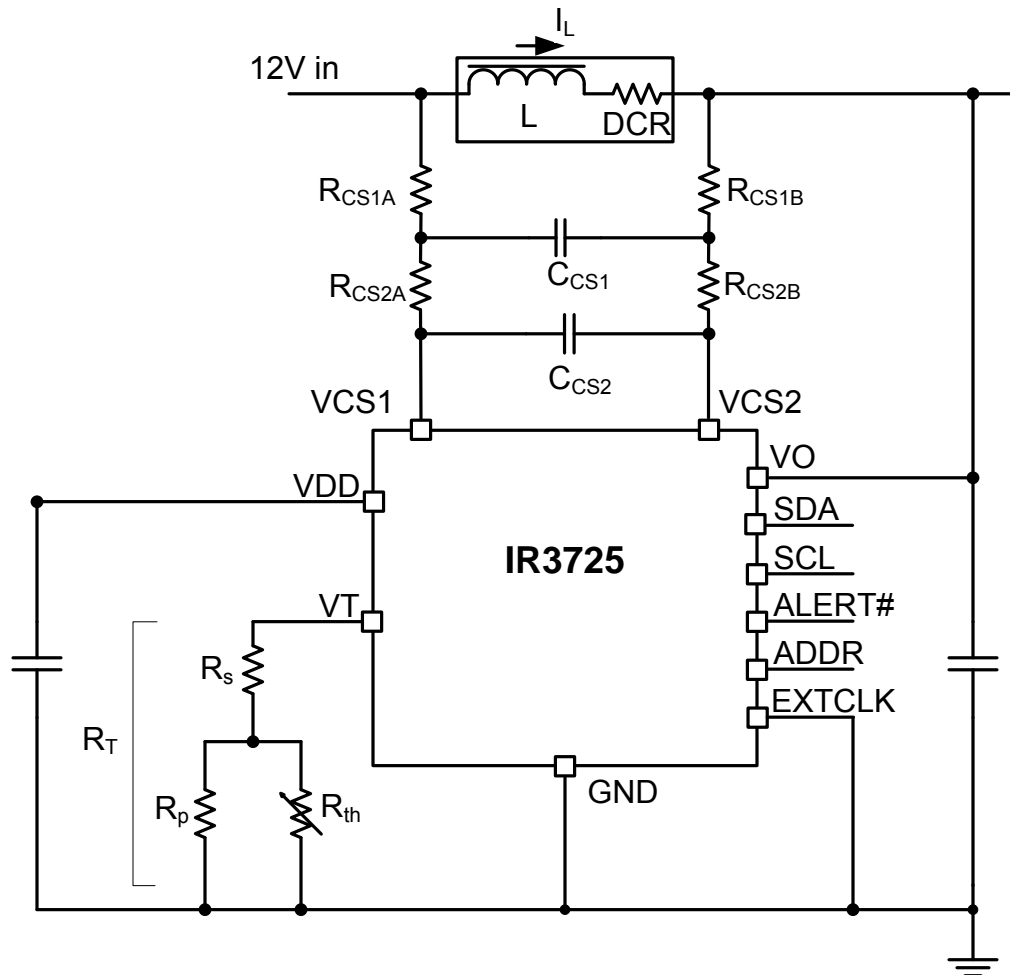 I_L
12V in
L
DCR
R_CS1A
R_CS1B
C_CS1
R_CS2A
R_CS2B
C_CS2
VCS1
VCS2
VO
VDD
SDA
IR3725
SCL
VT
ALERT#
R_s
ADDR
EXTCLK
R_T
GND
R_p
R_th